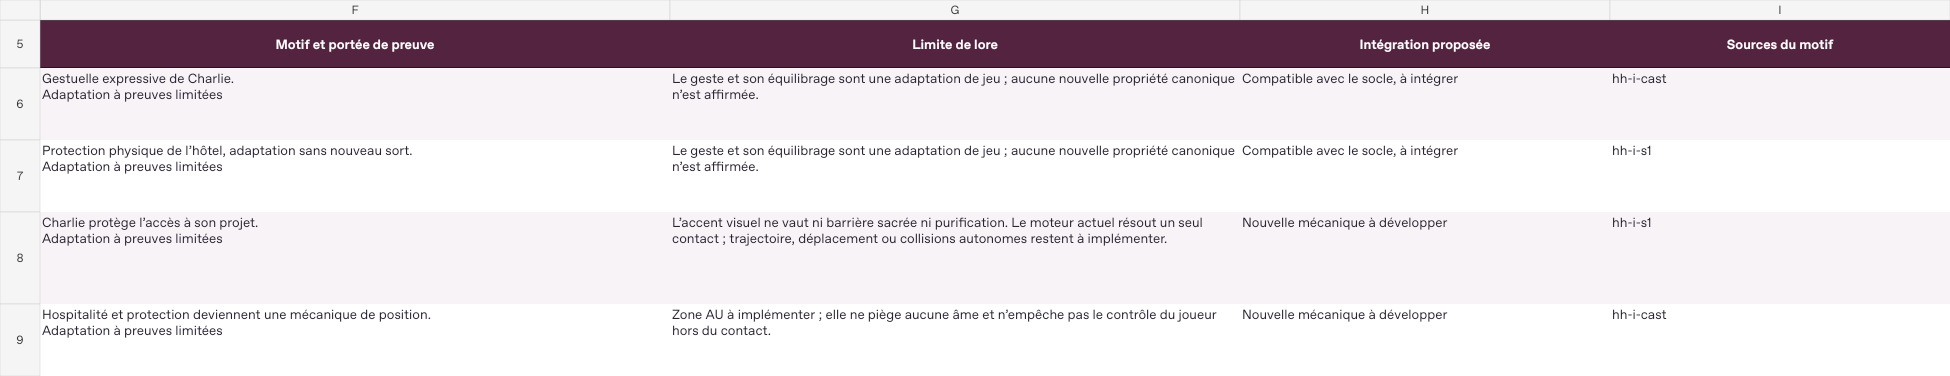 F G H I
5 Motif et portée de preuve Limite de lore Intégration proposée Sources du motif
6
Gestuelle expressive de Charlie.
Adaptation à preuves limitées
Le geste et son équilibrage sont une adaptation de jeu ; aucune nouvelle propriété canonique
n’est affirmée.
Compatible avec le socle, à intégrer
hh-i-cast
7
Protection physique de l’hôtel, adaptation sans nouveau sort.
Adaptation à preuves limitées
Le geste et son équilibrage sont une adaptation de jeu ; aucune nouvelle propriété canonique
n’est affirmée.
Compatible avec le socle, à intégrer
hh-i-s1
8
Charlie protège l’accès à son projet.
Adaptation à preuves limitées
L’accent visuel ne vaut ni barrière sacrée ni purification. Le moteur actuel résout un seul
contact ; trajectoire, déplacement ou collisions autonomes restent à implémenter.
Nouvelle mécanique à développer
hh-i-s1
9
Hospitalité et protection deviennent une mécanique de position.
Adaptation à preuves limitées
Zone AU à implémenter ; elle ne piège aucune âme et n’empêche pas le contrôle du joueur
hors du contact.
Nouvelle mécanique à développer
hh-i-cast